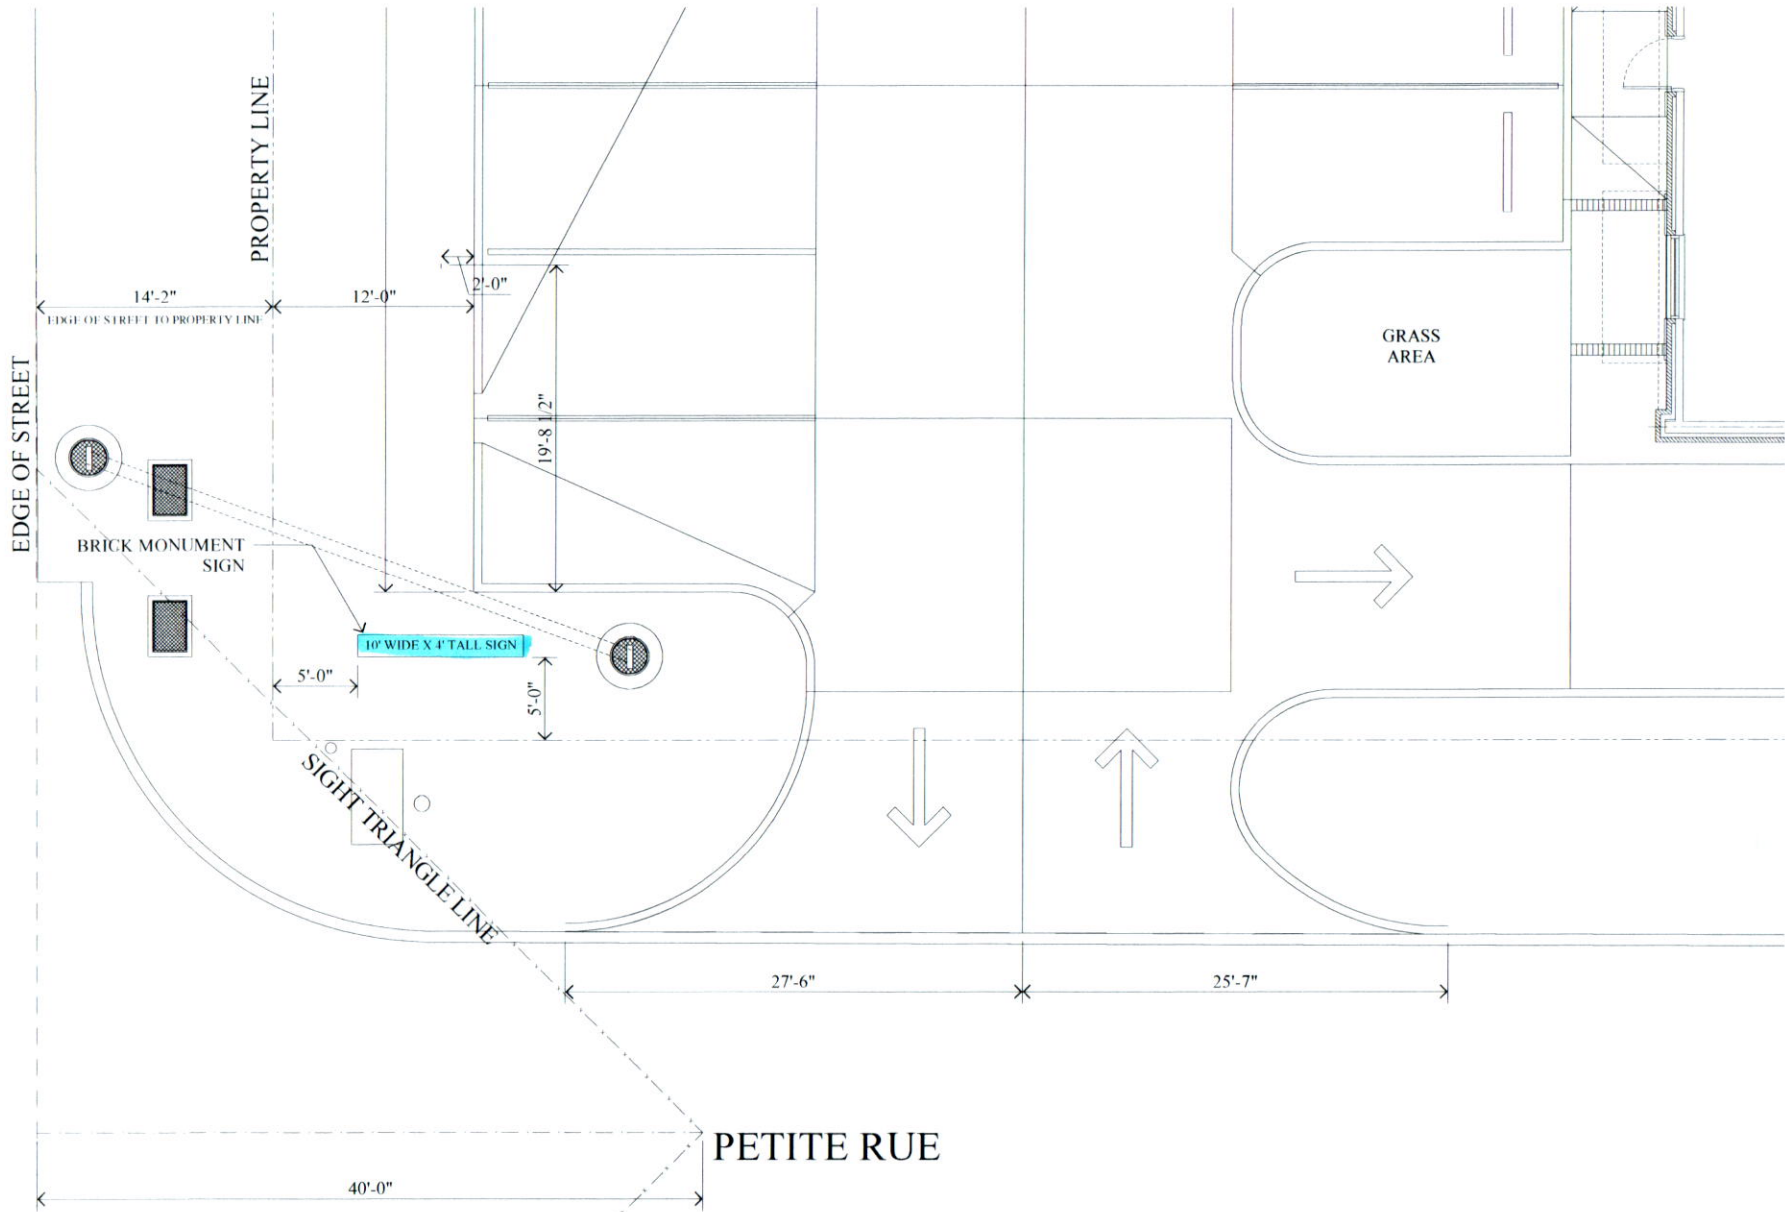 PROPERTY LINE
2'-0"
14'-2"
12'-0"
EDGE OF STREET TO PROPERTY LINE
GRASS
AREA
EDGE OF STREET
19'-8 1/2"
BRICK MONUMENT
SIGN
10' WIDE X 4' TALL SIGN
5'-0"
5'-0"
SIGHT TRIANGLE LINE
27'-6"
25'-7"
PETITE RUE
40'-0"